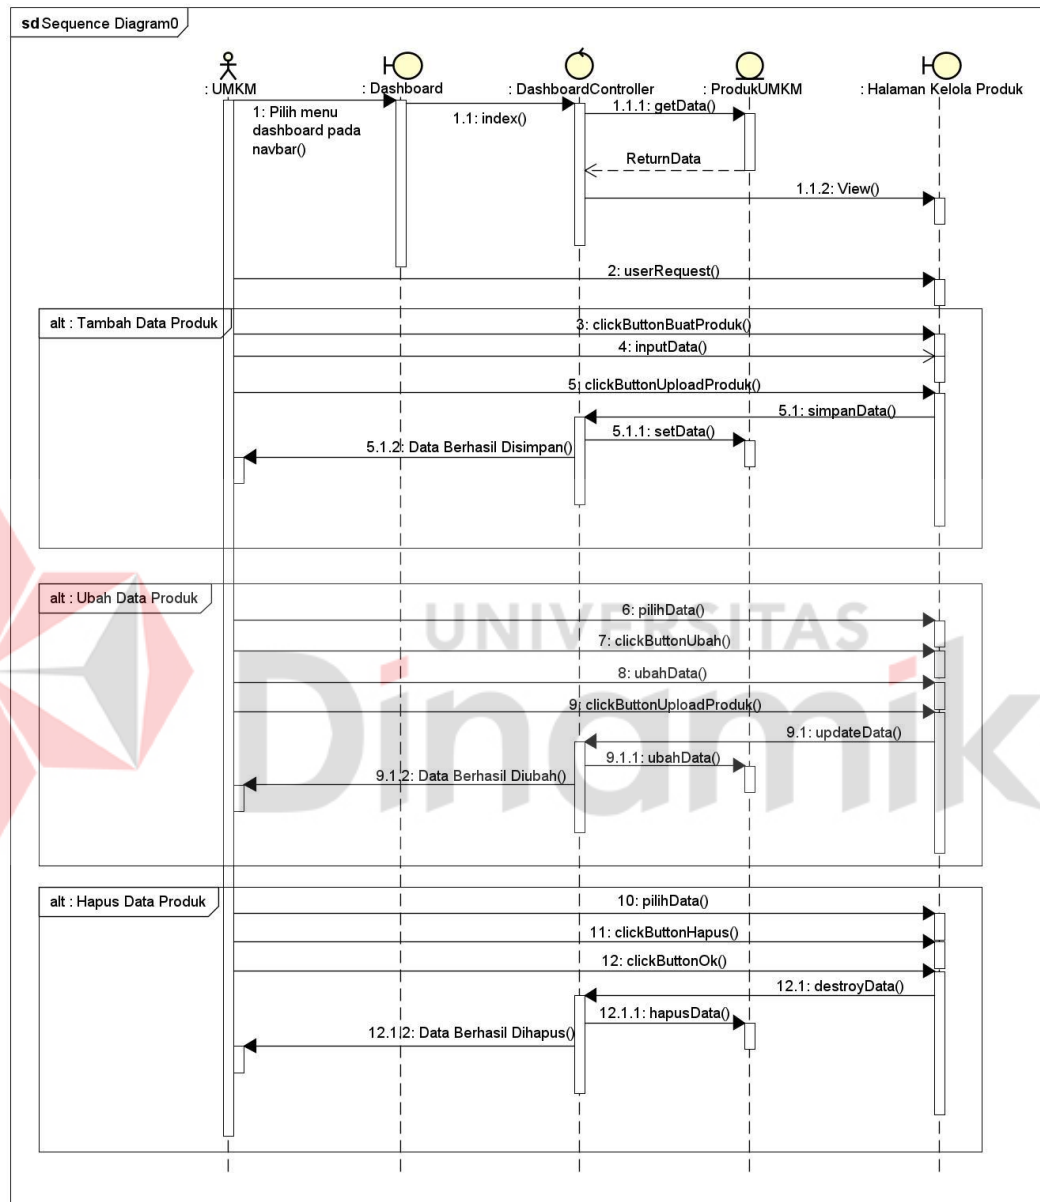 sd Sequence Diagram0
: UMKM
: Dashboard
: DashboardController
: ProdukUMKM
: Halaman Kelola Produk
1: Pilih menu
dashboard pada
navbar()
1.1: index()
1.1.1: getData()
ReturnData
1.1.2: View()
2: userRequest()
alt : Tambah Data Produk
3: clickButtonBuatProduk()
4: inputData()
5: clickButtonUploadProduk()
5.1: simpanData()
5.1.1: setData()
5.1.2: Data Berhasil Disimpan()
alt : Ubah Data Produk
6: pilihData()
UNIVERSITAS
7: clickButtonUbah()
Dinamik
8: ubahData()
9: clickButtonUploadProduk()
9.1: updateData()
9.1.1: ubahData()
9.1.2: Data Berhasil Diubah()
alt : Hapus Data Produk
10: pilihData()
11: clickButtonHapus()
12: clickButtonOk()
12.1: destroyData()
12.1.1: hapusData()
12.1.2: Data Berhasil Dihapus()